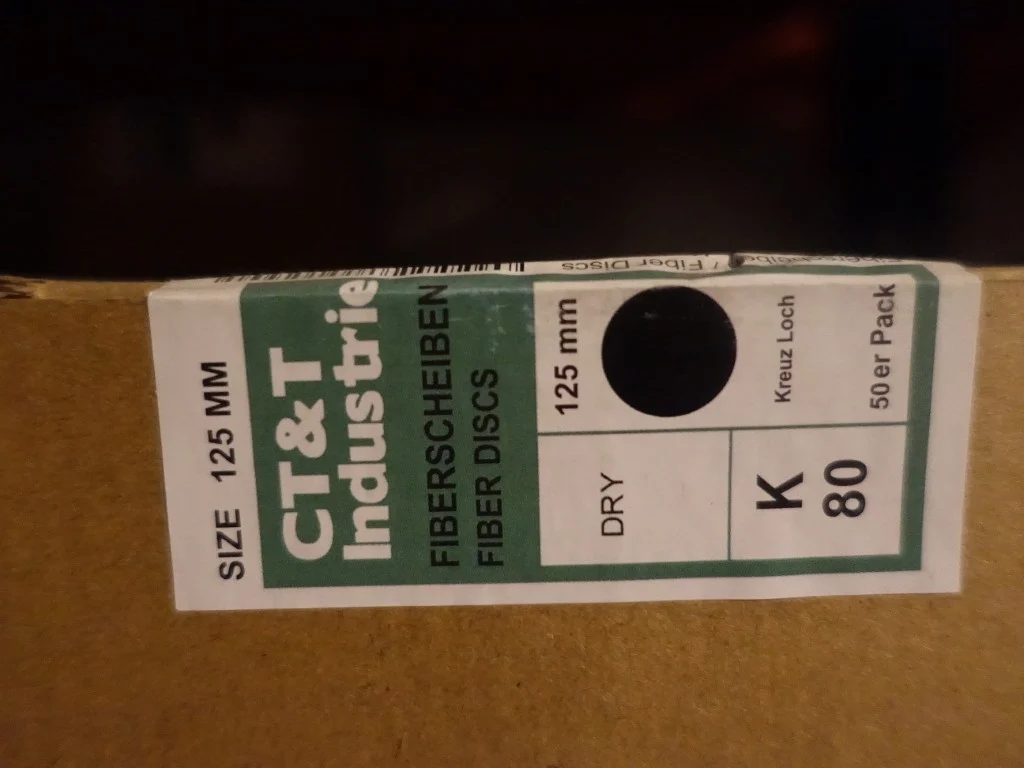 SIZE 125 MM
CT&T
Industrie
FIBERSCHEIBEN
FIBER DISCS
125 mm
DRY
Kreuz Loch
50er Pack
K
80
/ Fiber Discs